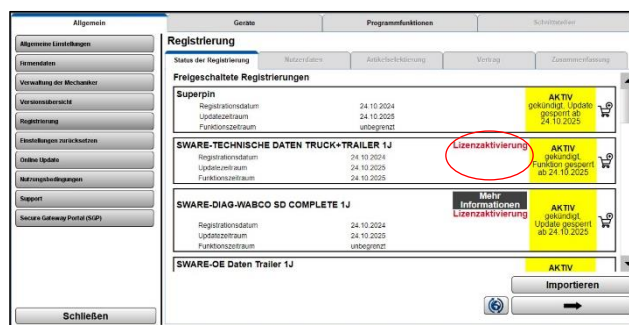 Allgemein
Geräte
Programmfunktionen
Schnittstellen
Allgemeine Einstellungen
Firmendaten
Verwaltung der Mechaniker
Versionsübersicht
Registrierung
Einstellungen zurücksetzen
Online Update
Nutzungsbedingungen
Support
Secure Gateway Portal (SGP)
Schließen
Registrierung
Status der Registrierung
Nutzerdaten
Artikelselektierung
Vertrag
Zusammenfassung
Freigeschaltete Registrierungen
Superpin
Registrationsdatum 24.10.2024
Updatezeitraum 24.10.2025
Funktionszeitraum unbegrenzt
AKTIV
gekündigt, Update
gesperrt ab
24.10.2025
SWARE-TECHNISCHE DATEN TRUCK+TRAILER 1J
Lizenzaktivierung
Registrationsdatum 24.10.2024
Updatezeitraum 24.10.2025
Funktionszeitraum 24.10.2025
AKTIV
gekündigt,
Funktion gesperrt
ab 24.10.2025
SWARE-DIAG-WABCO SD COMPLETE 1J
Mehr
Informationen
Lizenzaktivierung
Registrationsdatum 24.10.2024
Updatezeitraum 24.10.2025
Funktionszeitraum unbegrenzt
AKTIV
gekündigt,
Update gesperrt
ab 24.10.2025
SWARE-OE Daten Trailer 1J
AKTIV
Importieren